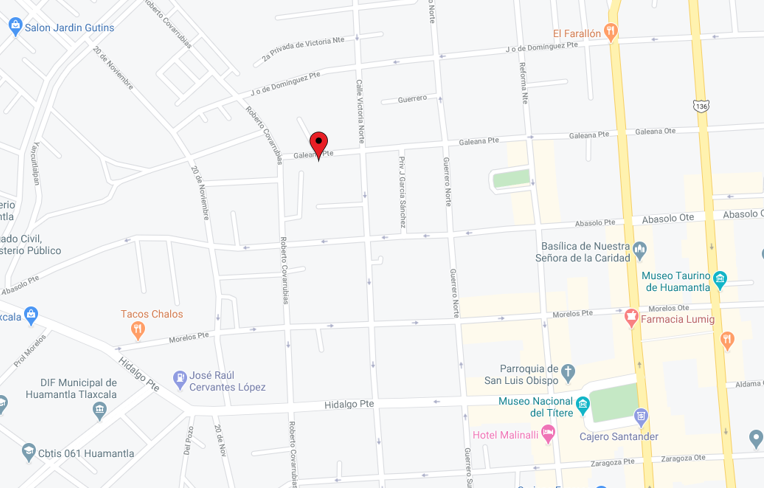 Salon Jardin Gutins
20 de Noviembre
Roberto Covarrubias
2a Privada de Victoria Nte
J o de Dominguez Pte
J o de Dominguez Pte
Norte
El Farallón
Calle Victoria Norte
Guerrero
Reforma Nte
136
Roberto Covarrubias
Galeana Pte
Galeana Pte
Galeana Pte
Galeana Ote
Yancuitlalpan
20 de Noviembre
Priv J García Sánchez
Guerrero Norte
erio
ntla
ado Civil,
sterio Público
Abasolo Pte
Abasolo Ote
Abasolo O
Abasolo Pte
Basílica de Nuestra
Señora de la Caridad
Museo Taurino
de Huamantla
Roberto Covarrubias
Guerrero Norte
xcala
Tacos Chalos
Morelos Pte
Morelos Pte
Morelos Ote
Farmacia Lumig
Prol Morelos
Hidalgo Pte
José Raúl
Cervantes López
DIF Municipal de
Huamantla Tlaxcala
Parroquia de
San Luis Obispo
Aldama C
Hidalgo Pte
Museo Nacional
del Títere
Hotel Malinalli
Cajero Santander
Del Pozo
20 de Nov
Roberto Covarrubias
Cbtis 061 Huamantla
Zaragoza Pte
Zaragoza Ote